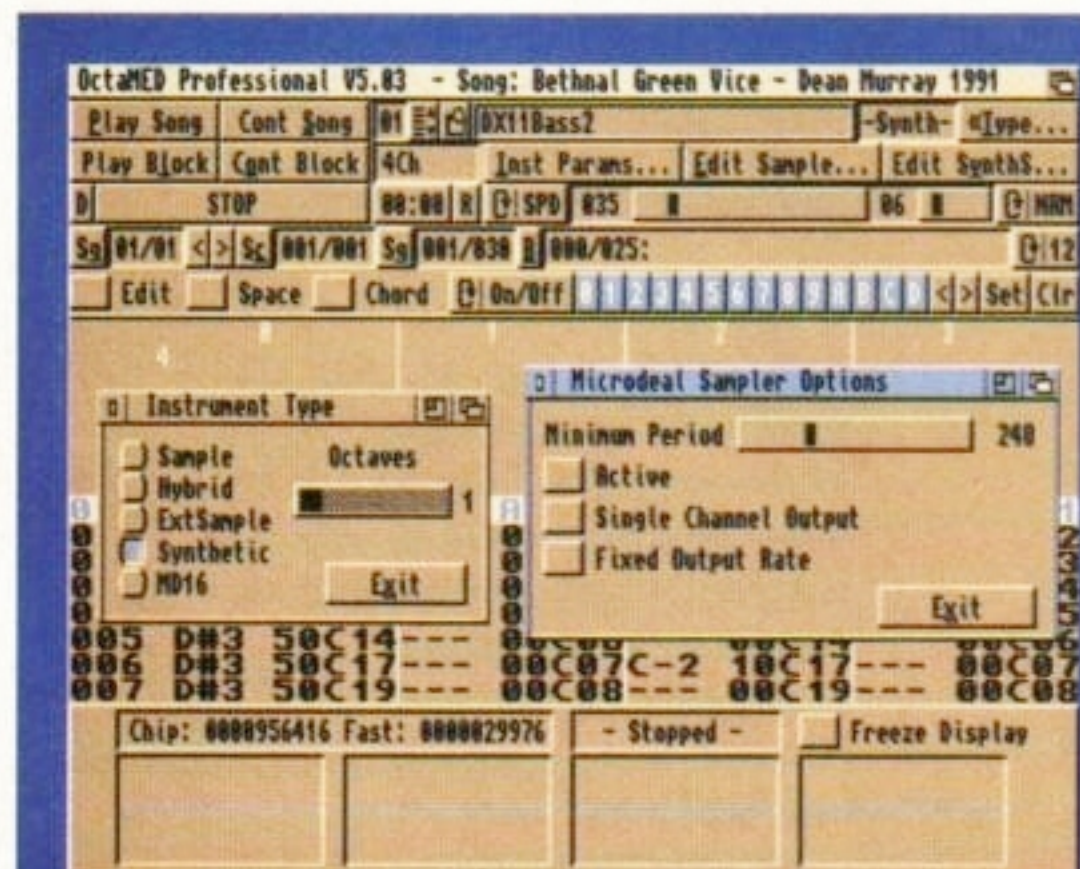 OctaMED Professional V5.03 - Song: Bethnal Green Vice - Dean Murray 1991
Play Song Cont Song 01 DX11Bass2 -Synth- Type...
Play Block Cont Block 4Ch Inst Params... Edit Sample... Edit SynthS...
D STOP 00:00 R SPD 035 06 NRM
Sg 01/01 < > Sc 001/001 Sq 001/030 B 000/025: 12
Edit Space Chord On/Off 0 1 2 3 4 5 6 7 8 9 A B C D < > Set Clr
4
Instrument Type
Sample Octaves
Hybrid
ExtSample 1
Synthetic
MD16 Exit
Microdeal Sampler Options
Minimum Period 240
Active
Single Channel Output
Fixed Output Rate
Exit
005 D#3 50C14---
006 D#3 50C17--- 00C07C-2 10C17--- 00C07
007 D#3 50C19--- 00C08--- 00C19--- 00C08
Chip: 0000956416 Fast: 0000029976 - Stopped - Freeze Display